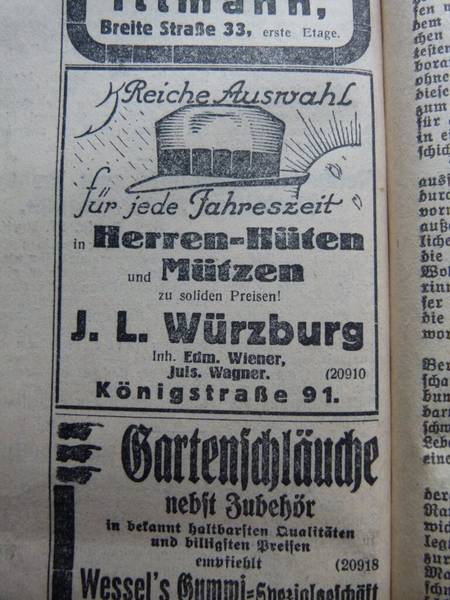 ittmann,
Breite Straße 33, erste Etage.
Reiche Auswahl
für jede Jahreszeit
in Herren-Hüten
und Mützen
zu soliden Preisen!
J. L. Würzburg
Inh. Edm. Wiener,
Juls. Wagner. (20910
Königstraße 91.
Gartenschläuche
nebst Zubehör
in bekannt haltbarsten Qualitäten
und billigsten Preisen
empfiehlt (20918
Wessel's Gummi-Spezialgeschäft